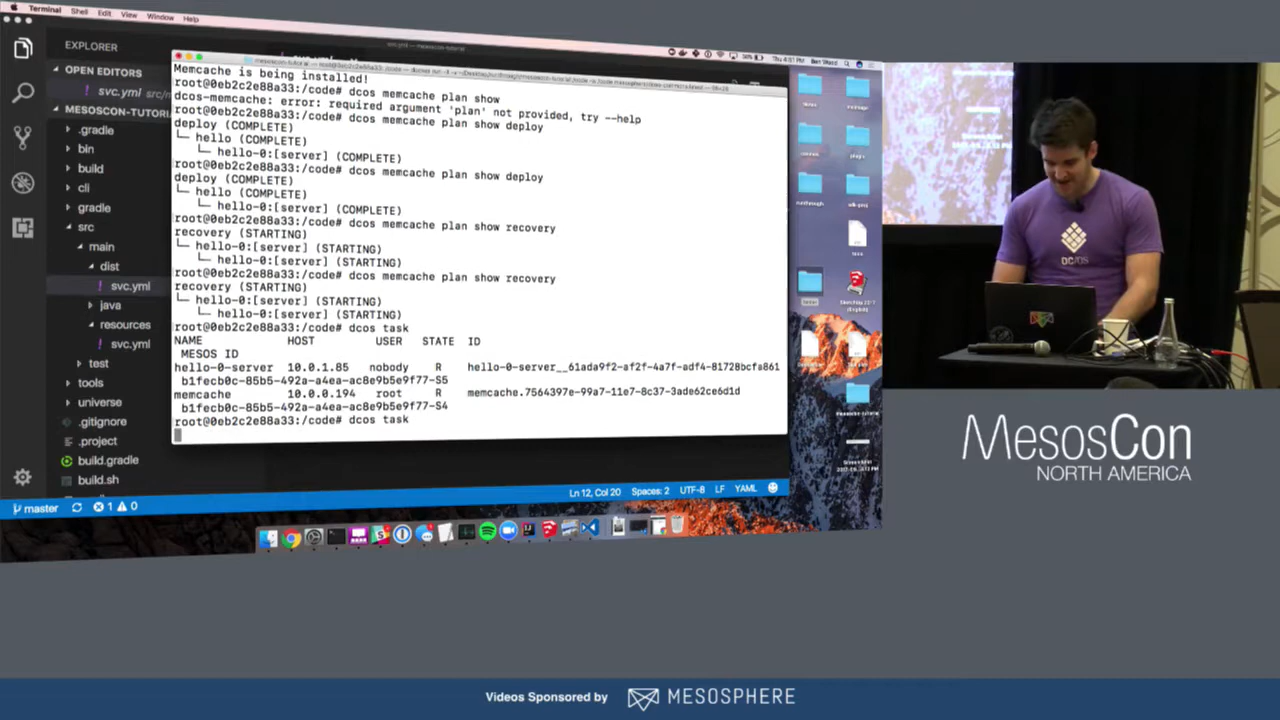 Terminal Shell Edit View Window Help
Thu 4:01 PM
EXPLORER
OPEN EDITORS
svc.yml src/m
MESOSCON-TUTORI
.gradle
bin
build
cli
gradle
src
main
dist
svc.yml
java
resources
svc.yml
test
tools
universe
.gitignore
.project
build.gradle
build.sh
Memcache is being installed!
root@0eb2c2e88a33:/code# dcos memcache plan show
dcos-memcache: error: required argument 'plan' not provided, try --help
root@0eb2c2e88a33:/code# dcos memcache plan show deploy
deploy (COMPLETE)
└─ hello (COMPLETE)
└─ hello-0:[server] (COMPLETE)
root@0eb2c2e88a33:/code# dcos memcache plan show deploy
deploy (COMPLETE)
└─ hello (COMPLETE)
└─ hello-0:[server] (COMPLETE)
root@0eb2c2e88a33:/code# dcos memcache plan show recovery
recovery (STARTING)
└─ hello-0:[server] (STARTING)
└─ hello-0:[server] (STARTING)
root@0eb2c2e88a33:/code# dcos memcache plan show recovery
recovery (STARTING)
└─ hello-0:[server] (STARTING)
└─ hello-0:[server] (STARTING)
root@0eb2c2e88a33:/code# dcos task
NAME HOST USER STATE ID
MESOS ID
hello-0-server 10.0.1.85 nobody R hello-0-server__61ada9f2-af2f-4a7f-adf4-81728bcfa861
b1fecb0c-85b5-492a-a4ea-ac8e9b5e9f77-S5
memcache 10.0.0.194 root R memcache.7564397e-99a7-11e7-8c37-3ade62ce6d1d
b1fecb0c-85b5-492a-a4ea-ac8e9b5e9f77-S4
root@0eb2c2e88a33:/code# dcos task
master 1 0
Ln 12, Col 20 Spaces: 2 UTF-8 LF YAML
DC/OS
MesosCon
NORTH AMERICA
Videos Sponsored by MESOSPHERE